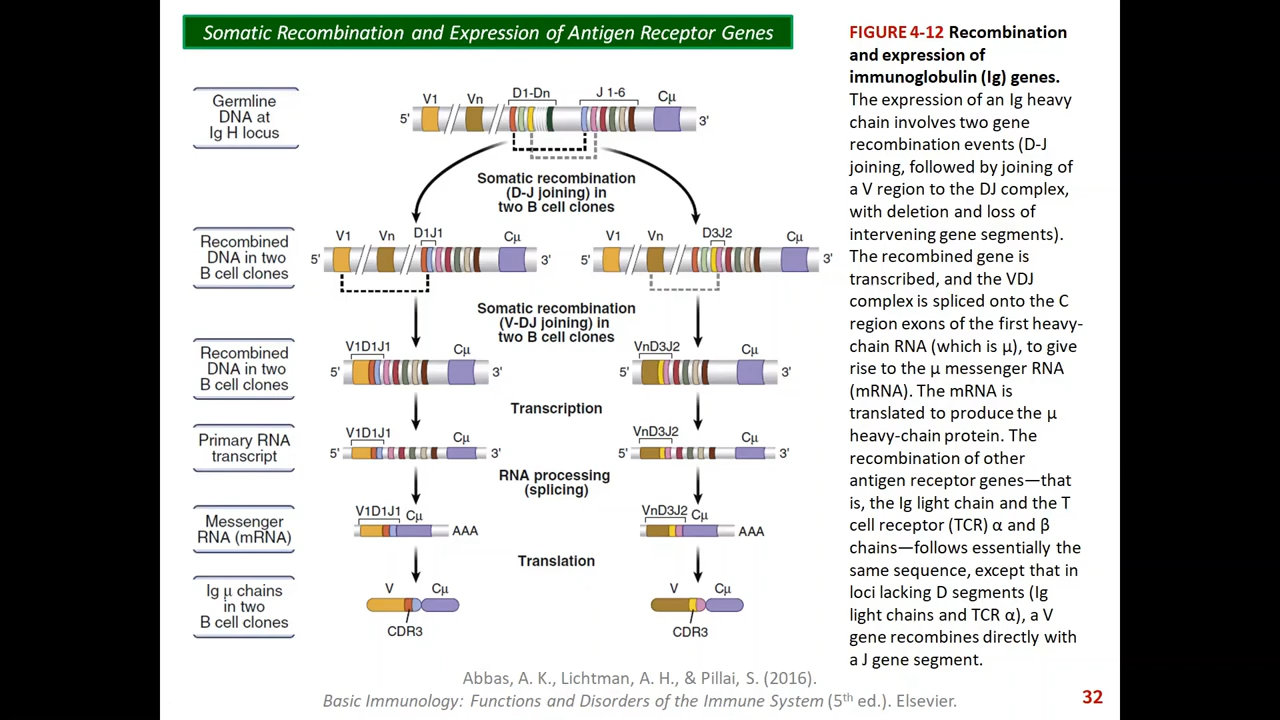 Somatic Recombination and Expression of Antigen Receptor Genes
Germline
DNA at
Ig H locus
5'
V1
Vn
D1-Dn
J 1-6
Cμ
3'
Somatic recombination
(D-J joining) in
two B cell clones
Recombined
DNA in two
B cell clones
5'
V1
Vn
D1J1
Cμ
3'
5'
V1
Vn
D3J2
Cμ
3'
Somatic recombination
(V-DJ joining) in
two B cell clones
Recombined
DNA in two
B cell clones
5'
V1D1J1
Cμ
3'
5'
VnD3J2
Cμ
3'
Transcription
Primary RNA
transcript
5'
V1D1J1
Cμ
3'
5'
VnD3J2
Cμ
3'
RNA processing
(splicing)
Messenger
RNA (mRNA)
V1D1J1
Cμ
AAA
VnD3J2
Cμ
AAA
Translation
Ig μ chains
in two
B cell clones
V
Cμ
CDR3
V
Cμ
CDR3
FIGURE 4-12 Recombination
and expression of
immunoglobulin (Ig) genes.
The expression of an Ig heavy
chain involves two gene
recombination events (D-J
joining, followed by joining of
a V region to the DJ complex,
with deletion and loss of
intervening gene segments).
The recombined gene is
transcribed, and the VDJ
complex is spliced onto the C
region exons of the first heavy-
chain RNA (which is μ), to give
rise to the μ messenger RNA
(mRNA). The mRNA is
translated to produce the μ
heavy-chain protein. The
recombination of other
antigen receptor genes—that
is, the Ig light chain and the T
cell receptor (TCR) α and β
chains—follows essentially the
same sequence, except that in
loci lacking D segments (Ig
light chains and TCR α), a V
gene recombines directly with
a J gene segment.
Abbas, A. K., Lichtman, A. H., & Pillai, S. (2016).
Basic Immunology: Functions and Disorders of the Immune System (5th ed.). Elsevier.
32